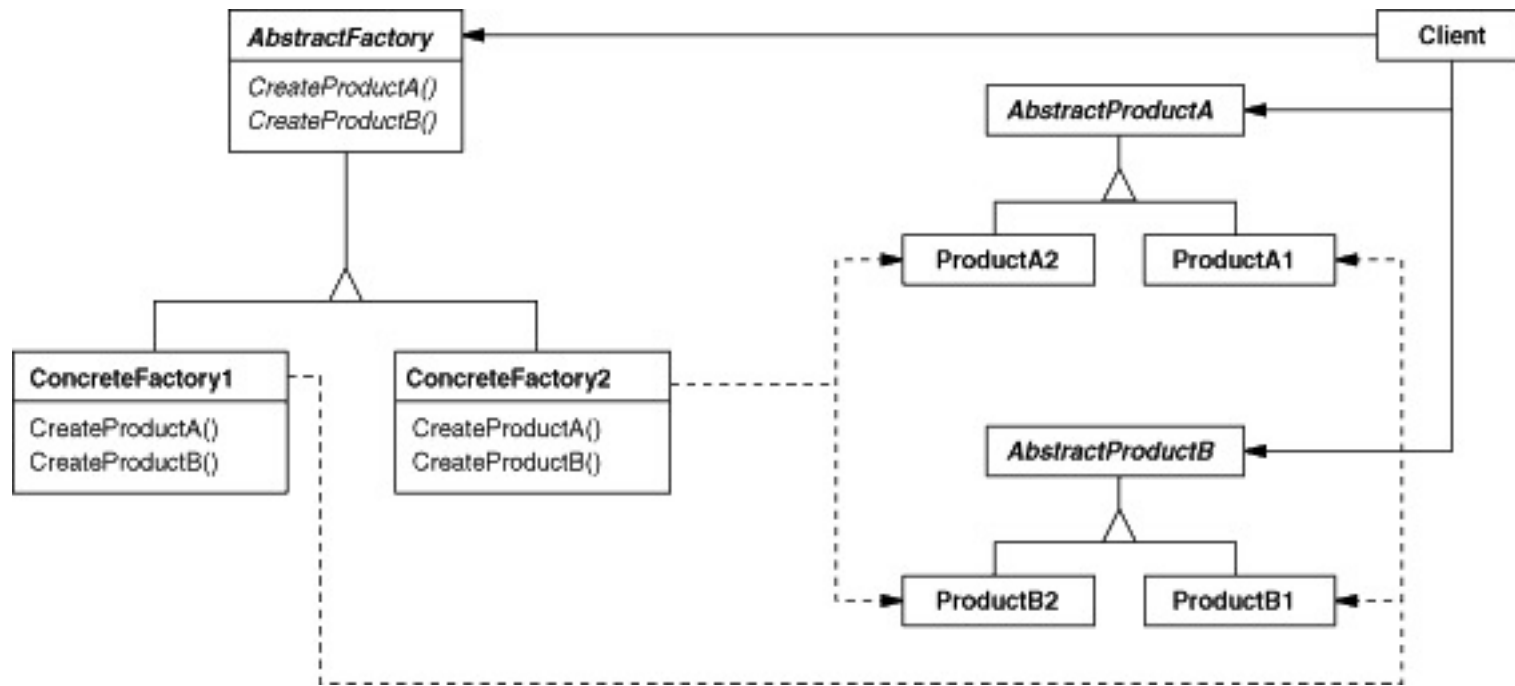 AbstractFactory
CreateProductA()
CreateProductB()
Client
AbstractProductA
ProductA2
ProductA1
ConcreteFactory1
CreateProductA()
CreateProductB()
ConcreteFactory2
CreateProductA()
CreateProductB()
AbstractProductB
ProductB2
ProductB1